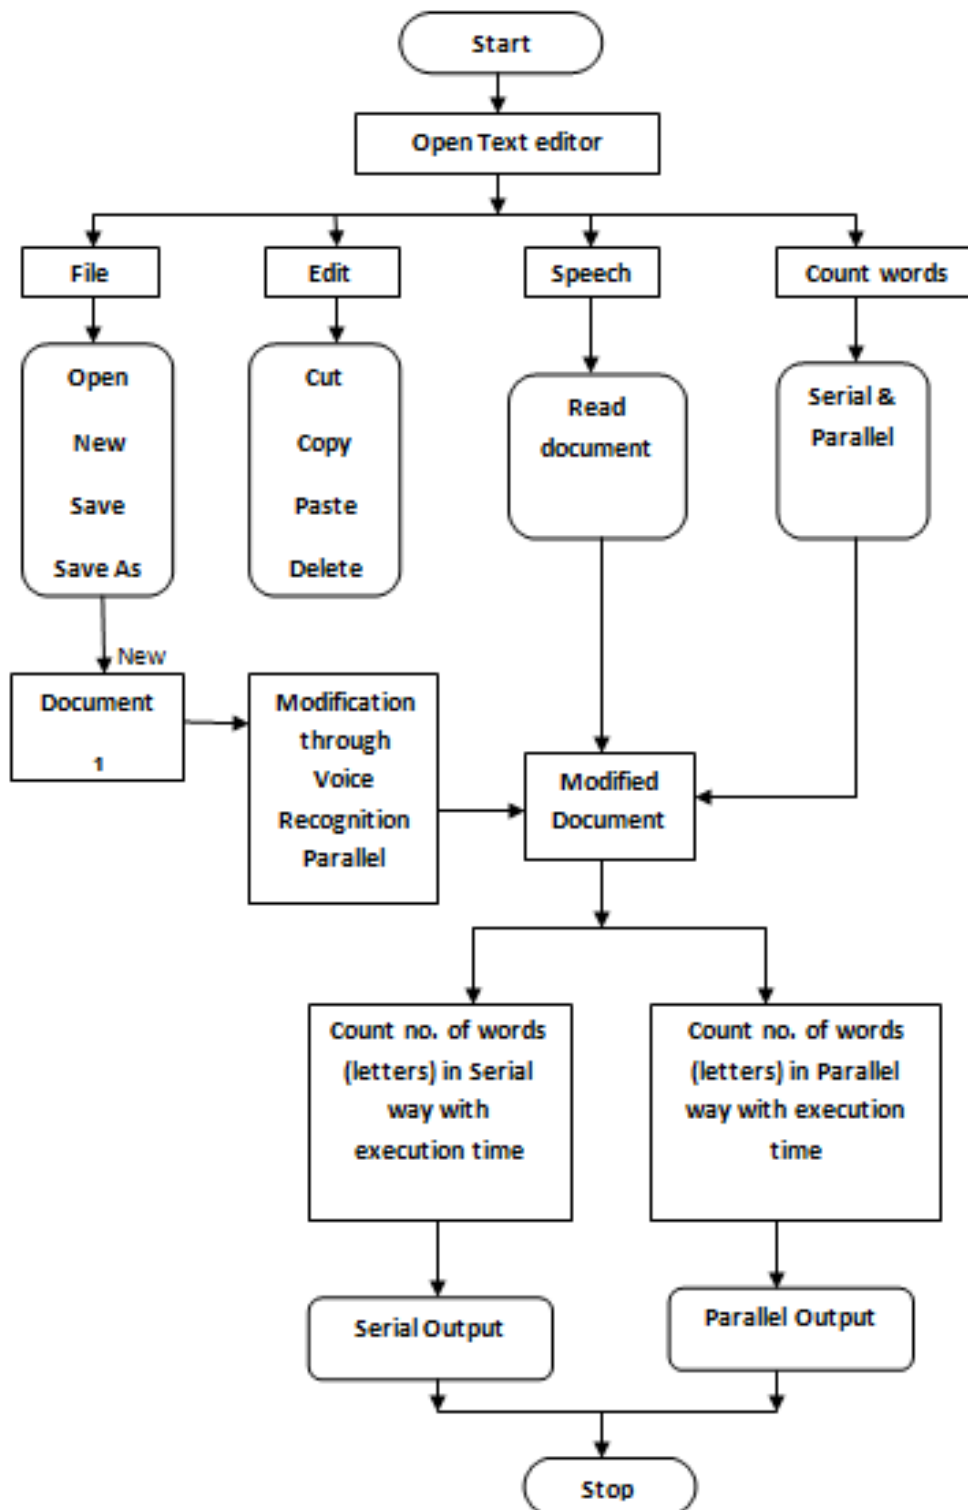 Start
Open Text editor
File
Edit
Speech
Count words
Open
New
Save
Save As
Cut
Copy
Paste
Delete
Read
document
Serial &
Parallel
New
Document
1
Modification
through
Voice
Recognition
Parallel
Modified
Document
Count no. of words
(letters) in Serial
way with
execution time
Count no. of words
(letters) in Parallel
way with execution
time
Serial Output
Parallel Output
Stop